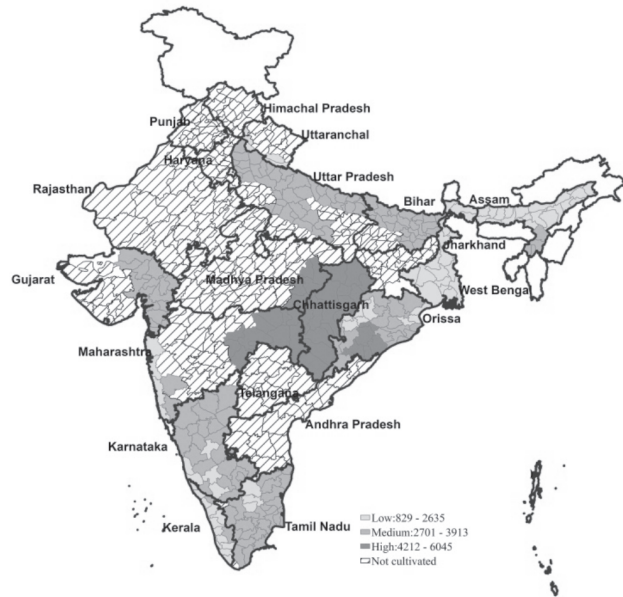 Himachal Pradesh
Punjab
Uttaranchal
Haryana
Uttar Pradesh
Rajasthan
Bihar
Assam
Jharkhand
Gujarat
Madhya Pradesh
Chhattisgarh
West Benga
Orissa
Maharashtra
Telangana
Andhra Pradesh
Karnataka
Kerala
Tamil Nadu
Low:829 - 2635
Medium:2701 - 3913
High:4212 - 6045
Not cultivated